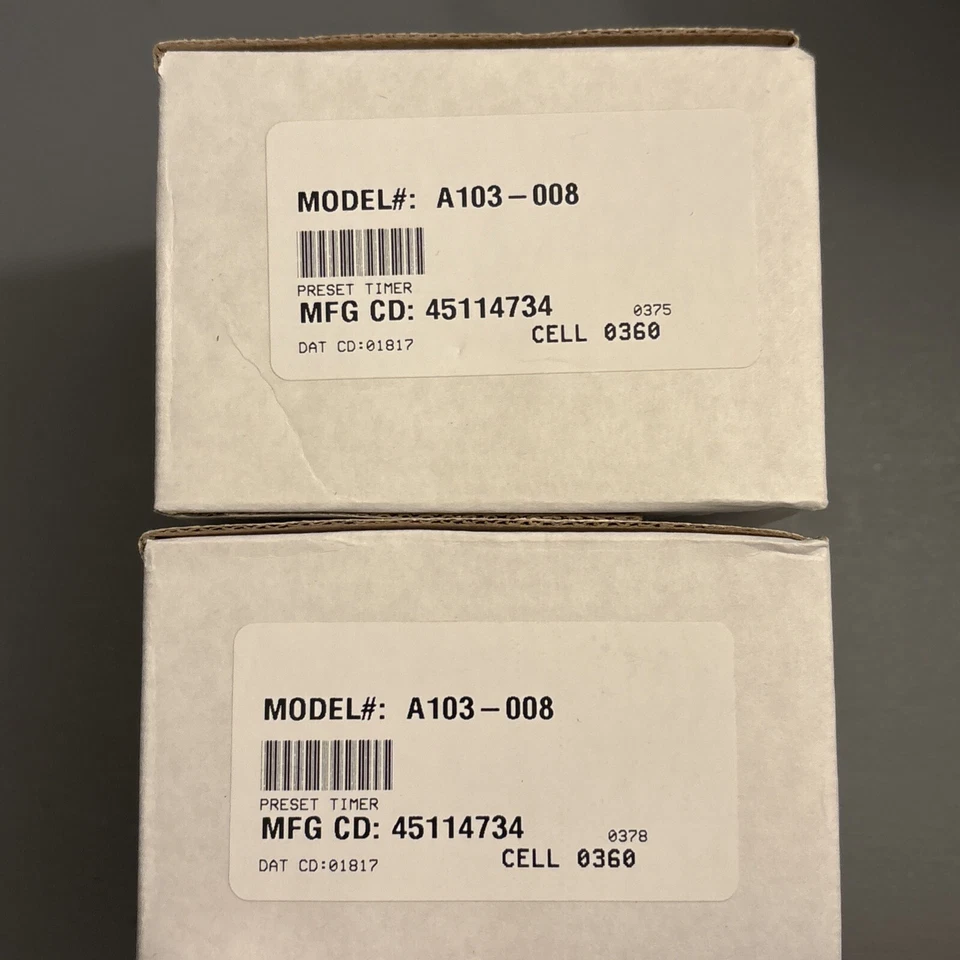 MODEL#: A103-008
PRESET TIMER
MFG CD: 45114734 0375
CELL 0360
DAT CD:01817
MODEL#: A103-008
PRESET TIMER
MFG CD: 45114734 0378
CELL 0360
DAT CD:01817